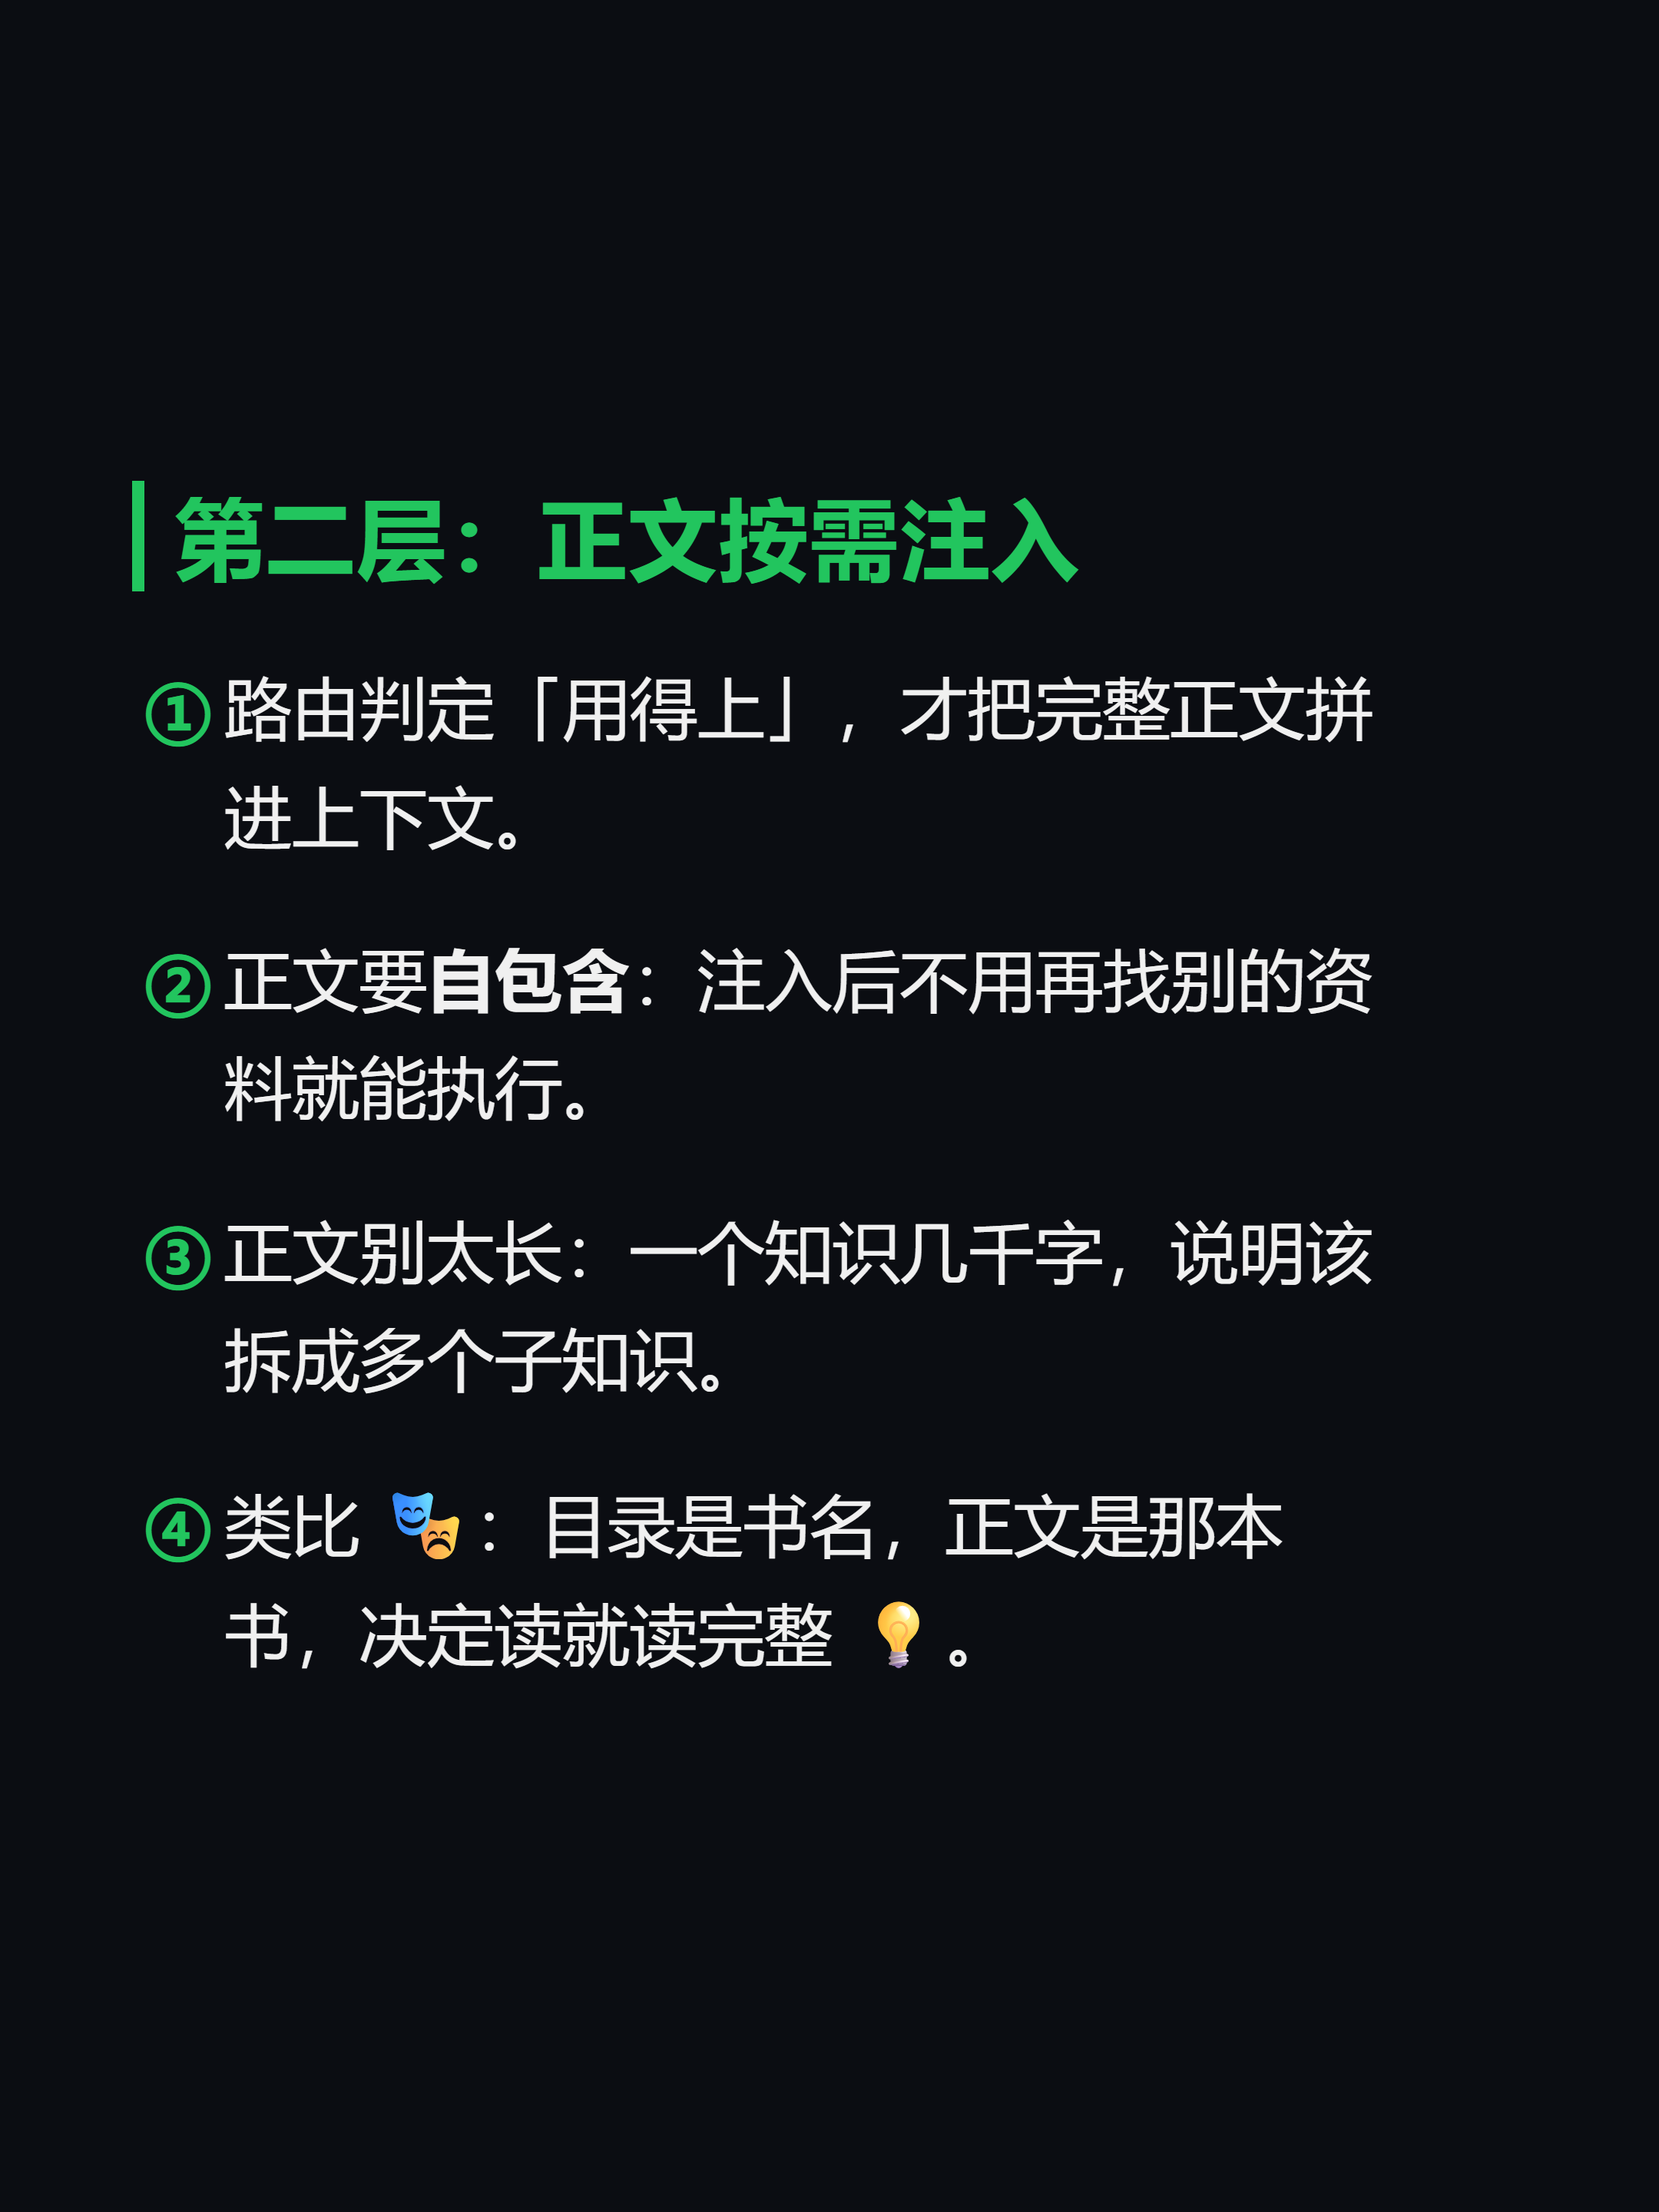 第二层：正文按需注入
①路由判定「用得上」，才把完整正文拼
进上下文。
②正文要自包含：注入后不用再找别的资
料就能执行。
③正文别太长：一个知识几千字，说明该
拆成多个子知识。
④类比 🎭：目录是书名，正文是那本
书，决定读就读完整 💡。